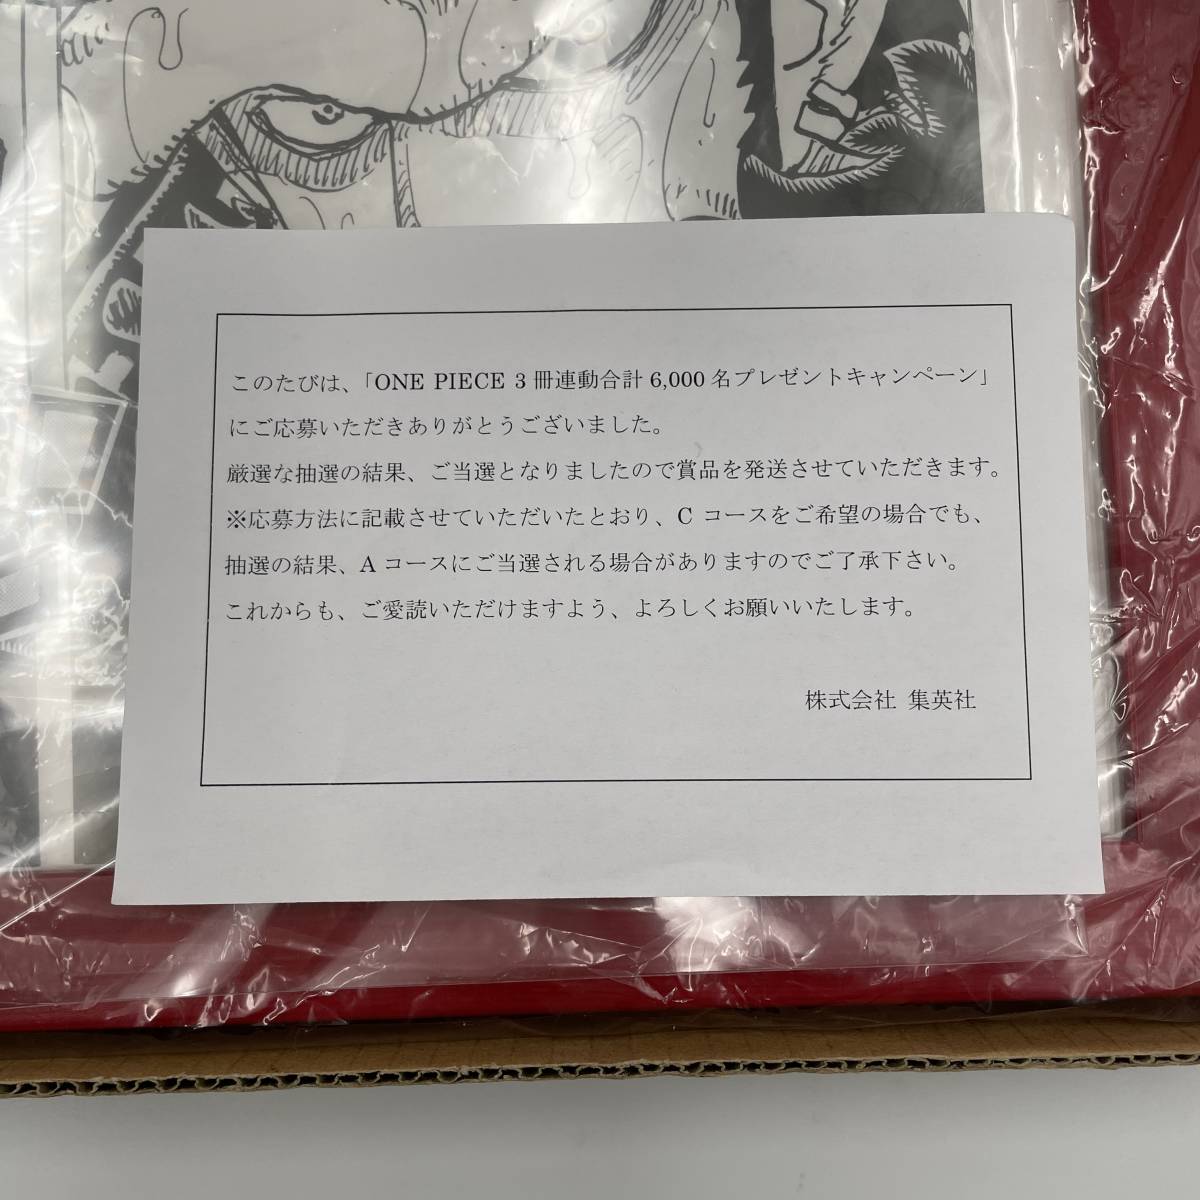 このたびは、「ONE PIECE 3 冊連動合計 6,000 名プレゼントキャンペーン」
にご応募いただきありがとうございました。
厳選な抽選の結果、ご当選となりましたので賞品を発送させていただきます。
※応募方法に記載させていただいたとおり、C コースをご希望の場合でも、
抽選の結果、A コースにご当選される場合がありますのでご了承下さい。
これからも、ご愛読いただけますよう、よろしくお願いいたします。
株式会社 集英社